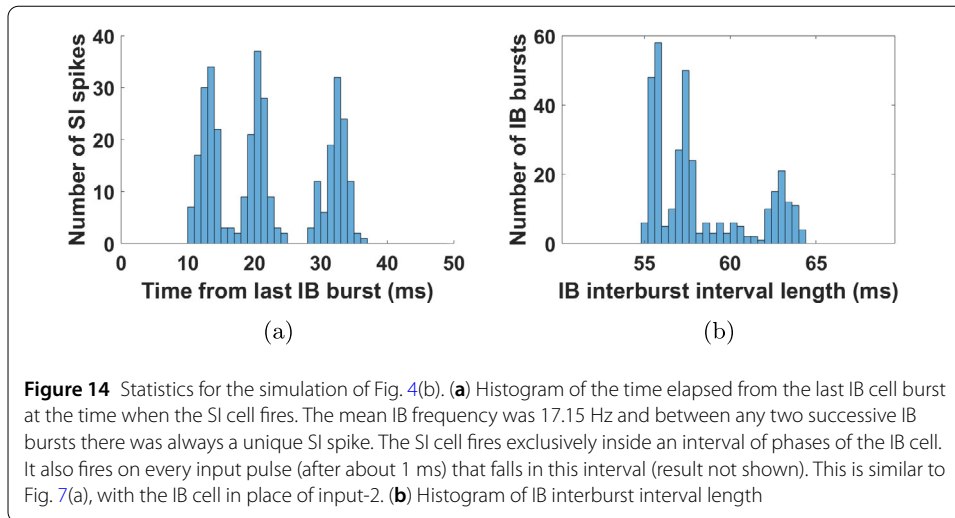 Number of SI spikes
40
30
20
10
0
0 10 20 30 40 50
Time from last IB burst (ms)
(a)
Number of IB bursts
60
40
20
0
55 60 65
IB interburst interval length (ms)
(b)
Figure 14 Statistics for the simulation of Fig. 4(b). (a) Histogram of the time elapsed from the last IB cell burst
at the time when the SI cell fires. The mean IB frequency was 17.15 Hz and between any two successive IB
bursts there was always a unique SI spike. The SI cell fires exclusively inside an interval of phases of the IB cell.
It also fires on every input pulse (after about 1 ms) that falls in this interval (result not shown). This is similar to
Fig. 7(a), with the IB cell in place of input-2. (b) Histogram of IB interburst interval length